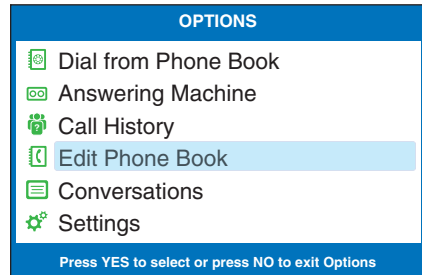 OPTIONS
Dial from Phone Book
Answering Machine
Call History
Edit Phone Book
Conversations
Settings
Press YES to select or press NO to exit Options